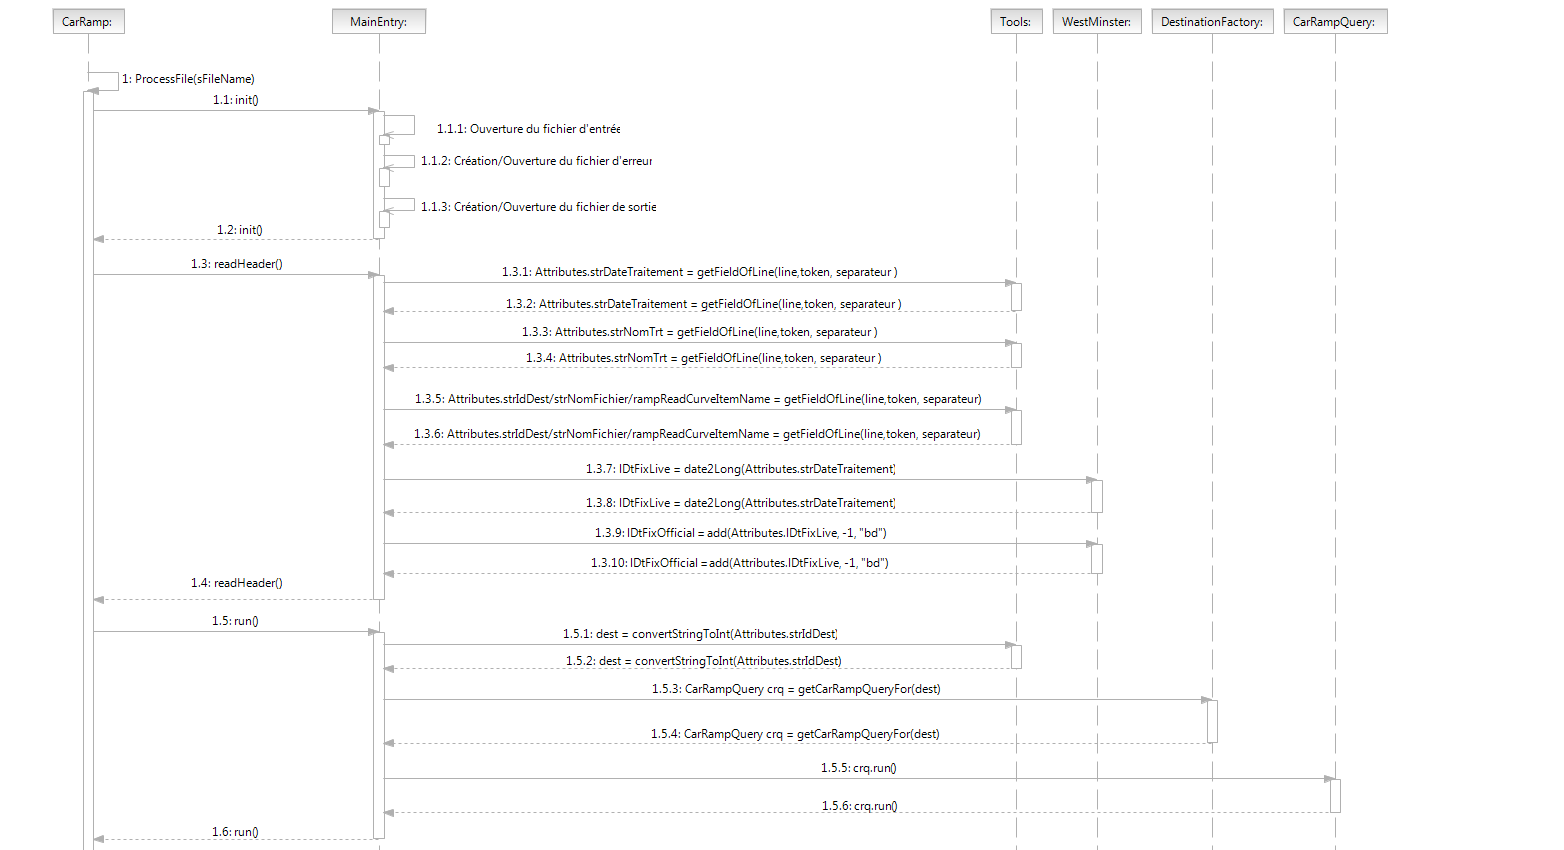 CarRamp:
MainEntry:
Tools:
WestMinster:
DestinationFactory:
CarRampQuery:
1: ProcessFile(sFileName)
1.1: init()
1.1.1: Ouverture du fichier d'entrée
1.1.2: Création/Ouverture du fichier d'erreur
1.1.3: Création/Ouverture du fichier de sortie
1.2: init()
1.3: readHeader()
1.3.1: Attributes.strDateTraitement = getFieldOfLine(line,token, separateur )
1.3.2: Attributes.strDateTraitement = getFieldOfLine(line,token, separateur )
1.3.3: Attributes.strNomTrt = getFieldOfLine(line,token, separateur )
1.3.4: Attributes.strNomTrt = getFieldOfLine(line,token, separateur )
1.3.5: Attributes.strIdDest/strNomFichier/rampReadCurveItemName = getFieldOfLine(line,token, separateur)
1.3.6: Attributes.strIdDest/strNomFichier/rampReadCurveItemName = getFieldOfLine(line,token, separateur)
1.3.7: lDtFixLive = date2Long(Attributes.strDateTraitement)
1.3.8: lDtFixLive = date2Long(Attributes.strDateTraitement)
1.3.9: lDtFixOfficial = add(Attributes.lDtFixLive, -1, "bd")
1.3.10: lDtFixOfficial = add(Attributes.lDtFixLive, -1, "bd")
1.4: readHeader()
1.5: run()
1.5.1: dest = convertStringToInt(Attributes.strIdDest)
1.5.2: dest = convertStringToInt(Attributes.strIdDest)
1.5.3: CarRampQuery crq = getCarRampQueryFor(dest)
1.5.4: CarRampQuery crq = getCarRampQueryFor(dest)
1.5.5: crq.run()
1.5.6: crq.run()
1.6: run()